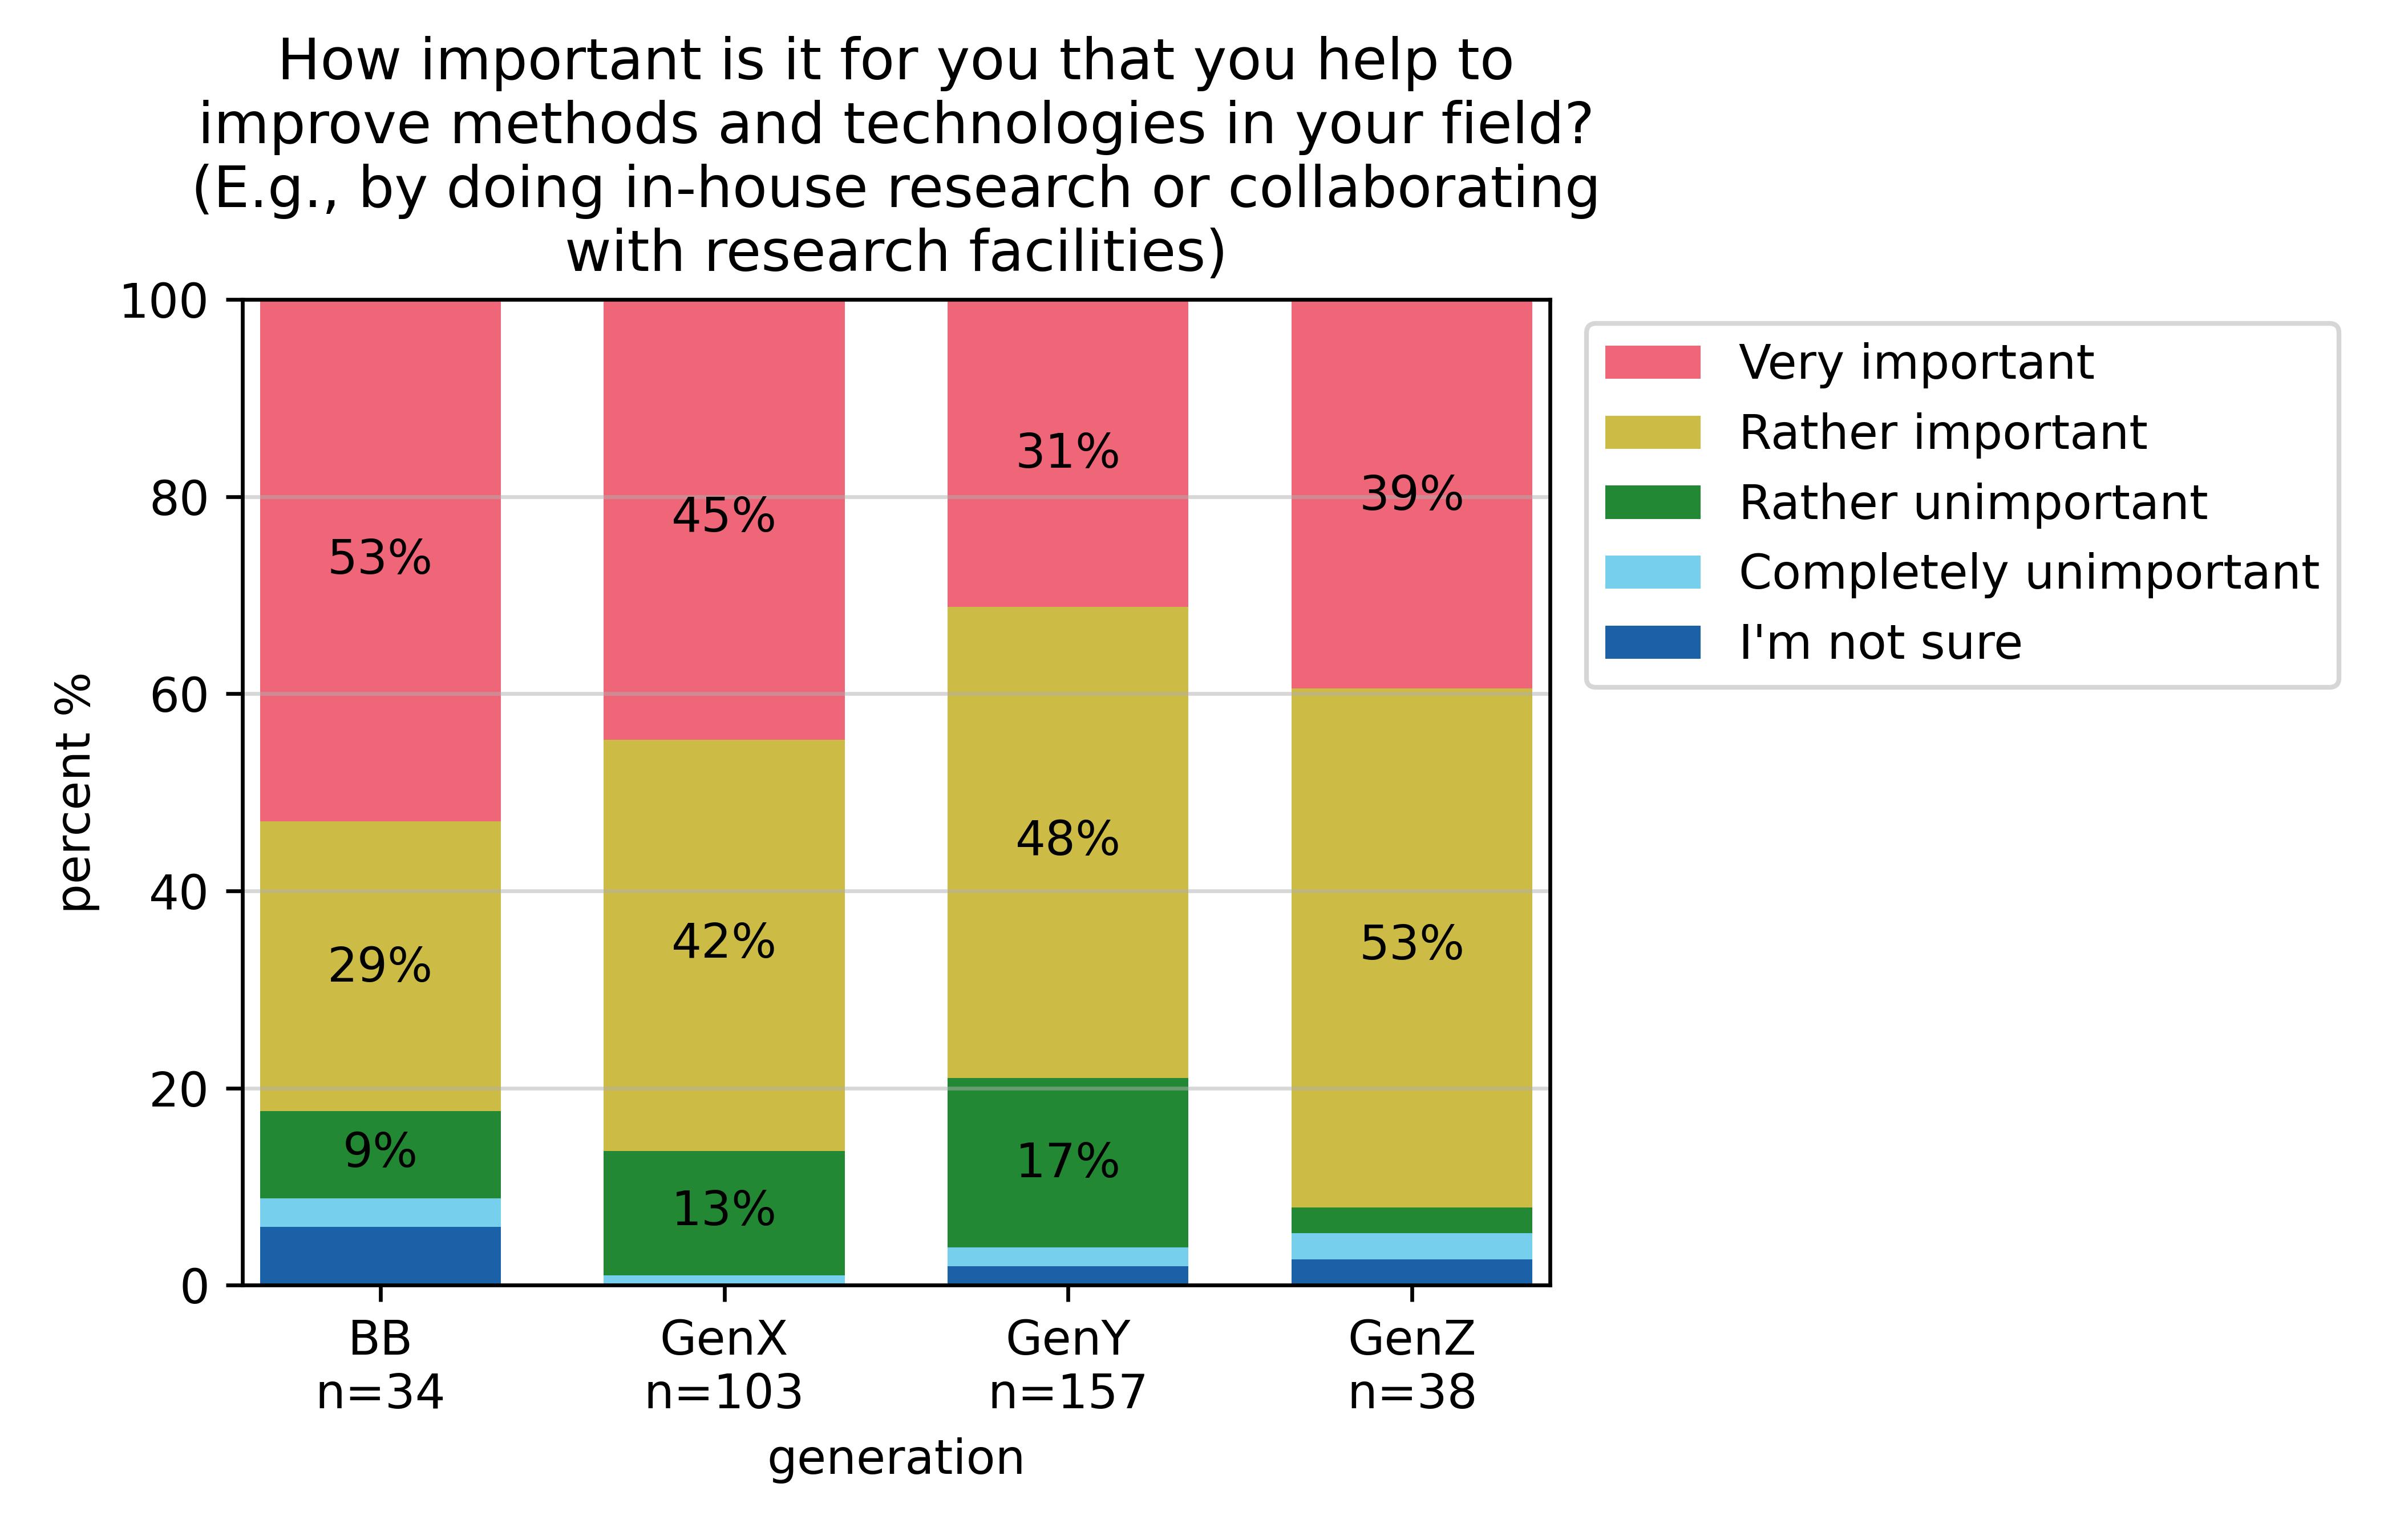 How important is it for you that you help to
improve methods and technologies in your field?
(E.g., by doing in-house research or collaborating
with research facilities)
100
80
60
40
20
0
percent %
53%
29%
9%
45%
42%
13%
31%
48%
17%
39%
53%
BB
n=34
GenX
n=103
GenY
n=157
GenZ
n=38
generation
Very important
Rather important
Rather unimportant
Completely unimportant
I'm not sure